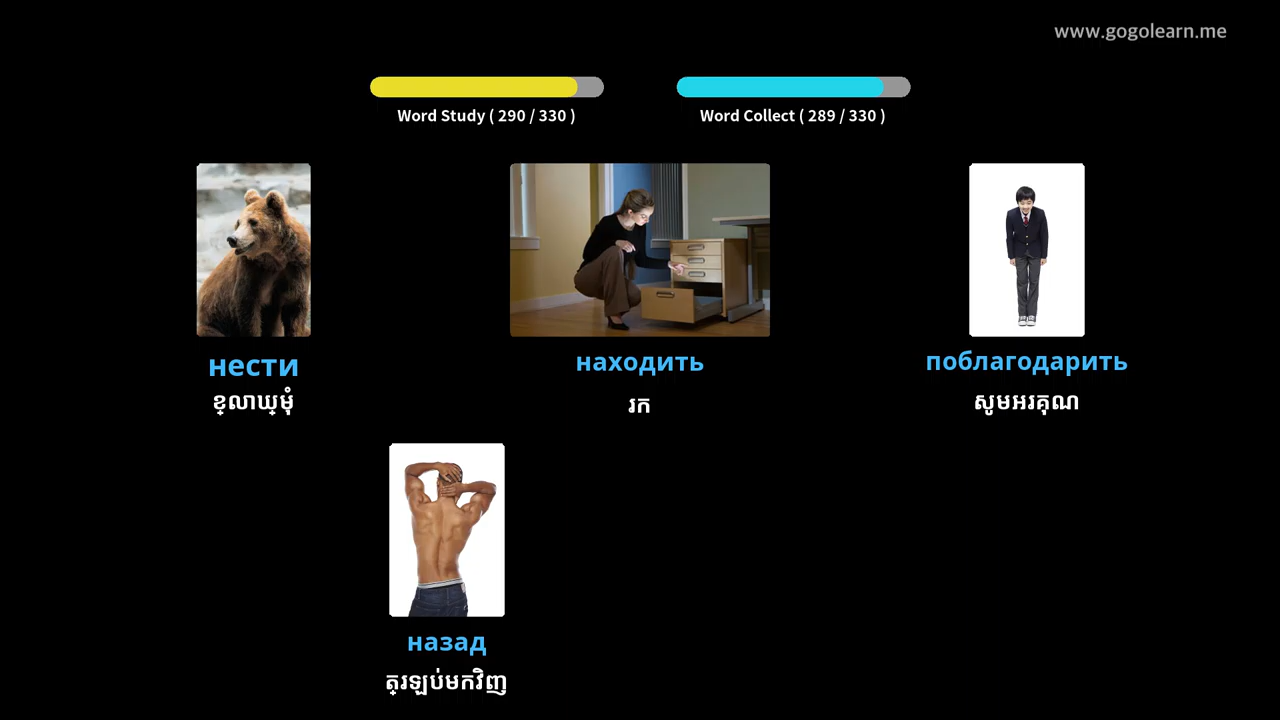 www.gogolearn.me
Word Study ( 290 / 330 )
Word Collect ( 289 / 330 )
нести
находить
поблагодарить
ខ្លាឃ្មុំ
រក
សូមអរគុណ
назад
ត្រឡប់មកវិញ